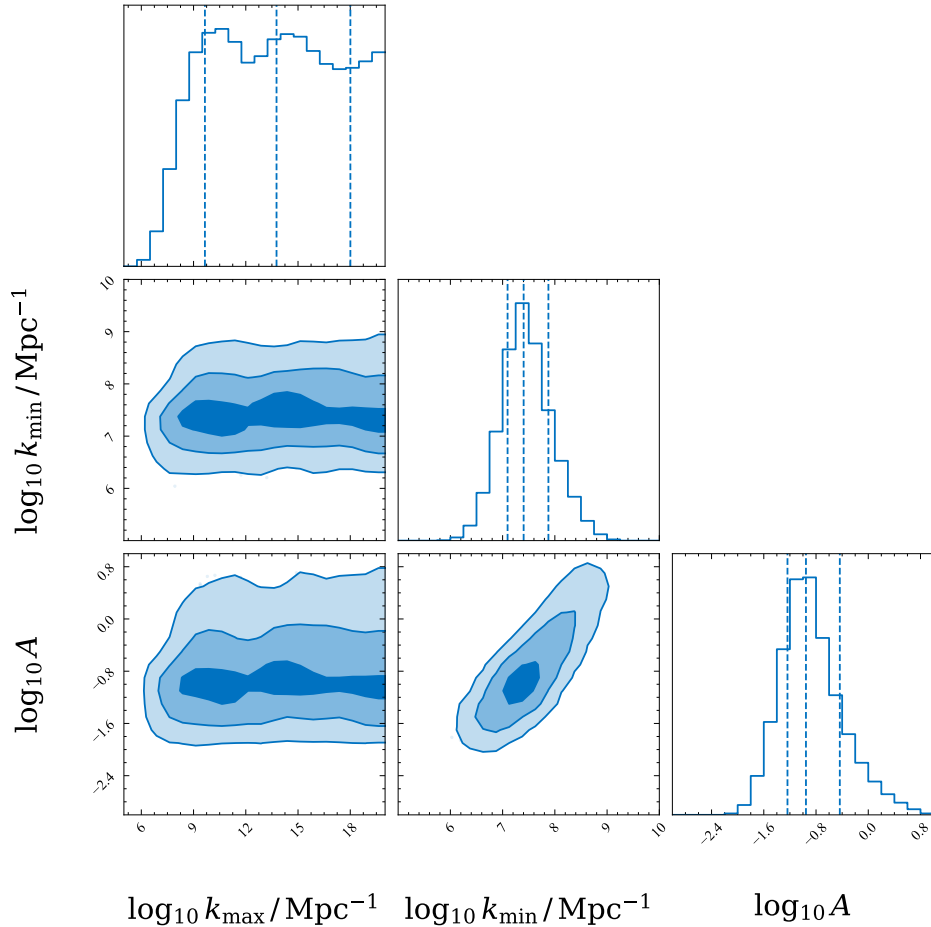 10
9
8
7
6
log₁₀ k_min / Mpc⁻¹
0.8
0.0
−0.8
−1.6
−2.4
log₁₀ A
6 9 12 15 18
6 7 8 9 10
−2.4 −1.6 −0.8 0.0 0.8
log₁₀ k_max / Mpc⁻¹
log₁₀ k_min / Mpc⁻¹
log₁₀ A